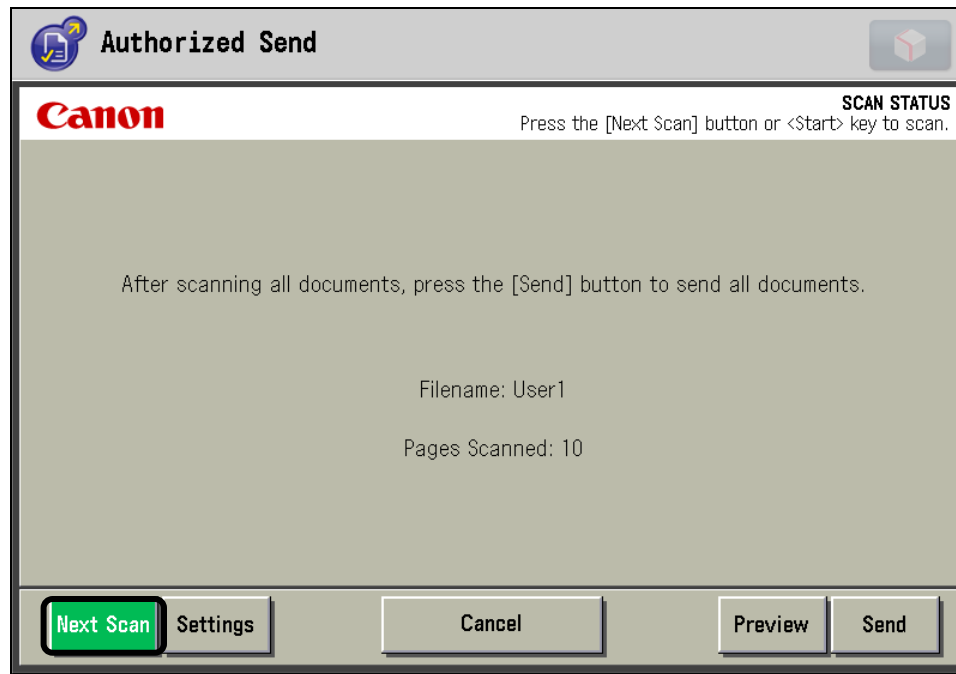 Authorized Send
Canon
SCAN STATUS
Press the [Next Scan] button or <Start> key to scan.
After scanning all documents, press the [Send] button to send all documents.
Filename: User1
Pages Scanned: 10
Next Scan Settings Cancel Preview Send